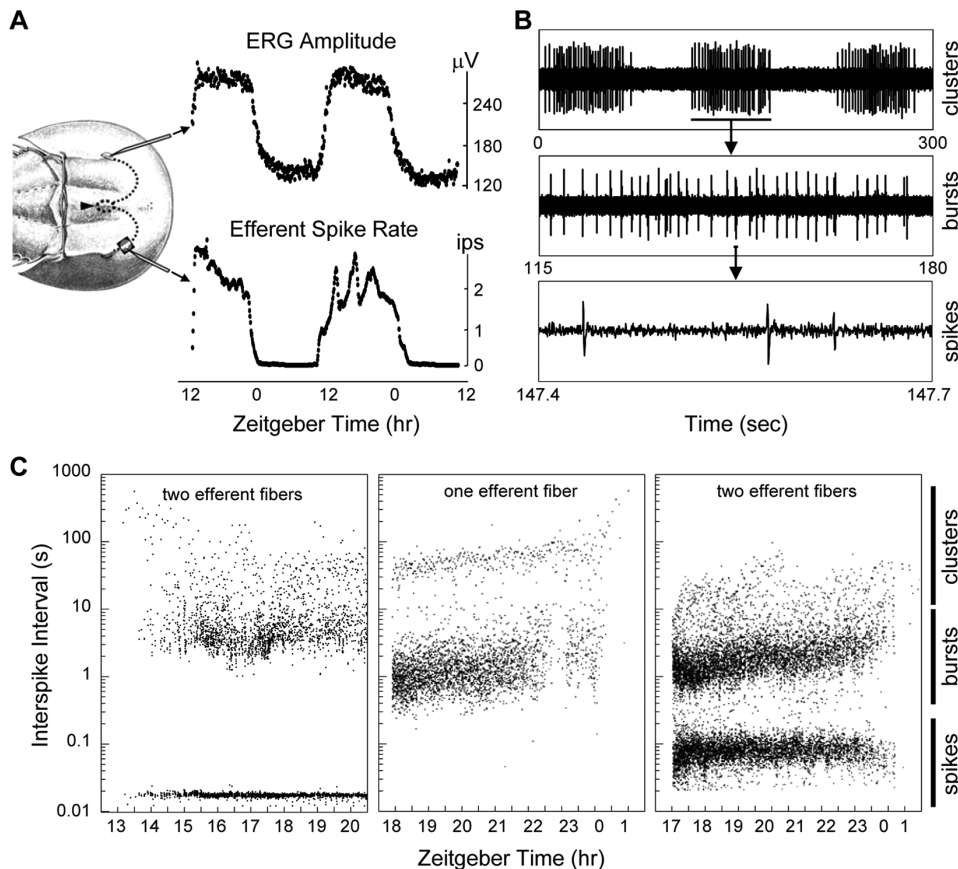 A
ERG Amplitude
μV
240
180
120
Efferent Spike Rate
ips
2
1
0
12 0 12 0 12
Zeitgeber Time (hr)
B
clusters
0 300
bursts
115 180
spikes
147.4 147.7
Time (sec)
C
Interspike Interval (s)
1000
100
10
1
0.1
0.01
two efferent fibers
one efferent fiber
two efferent fibers
clusters
bursts
spikes
13 14 15 16 17 18 19 20
18 19 20 21 22 23 0 1
17 18 19 20 21 22 23 0 1
Zeitgeber Time (hr)